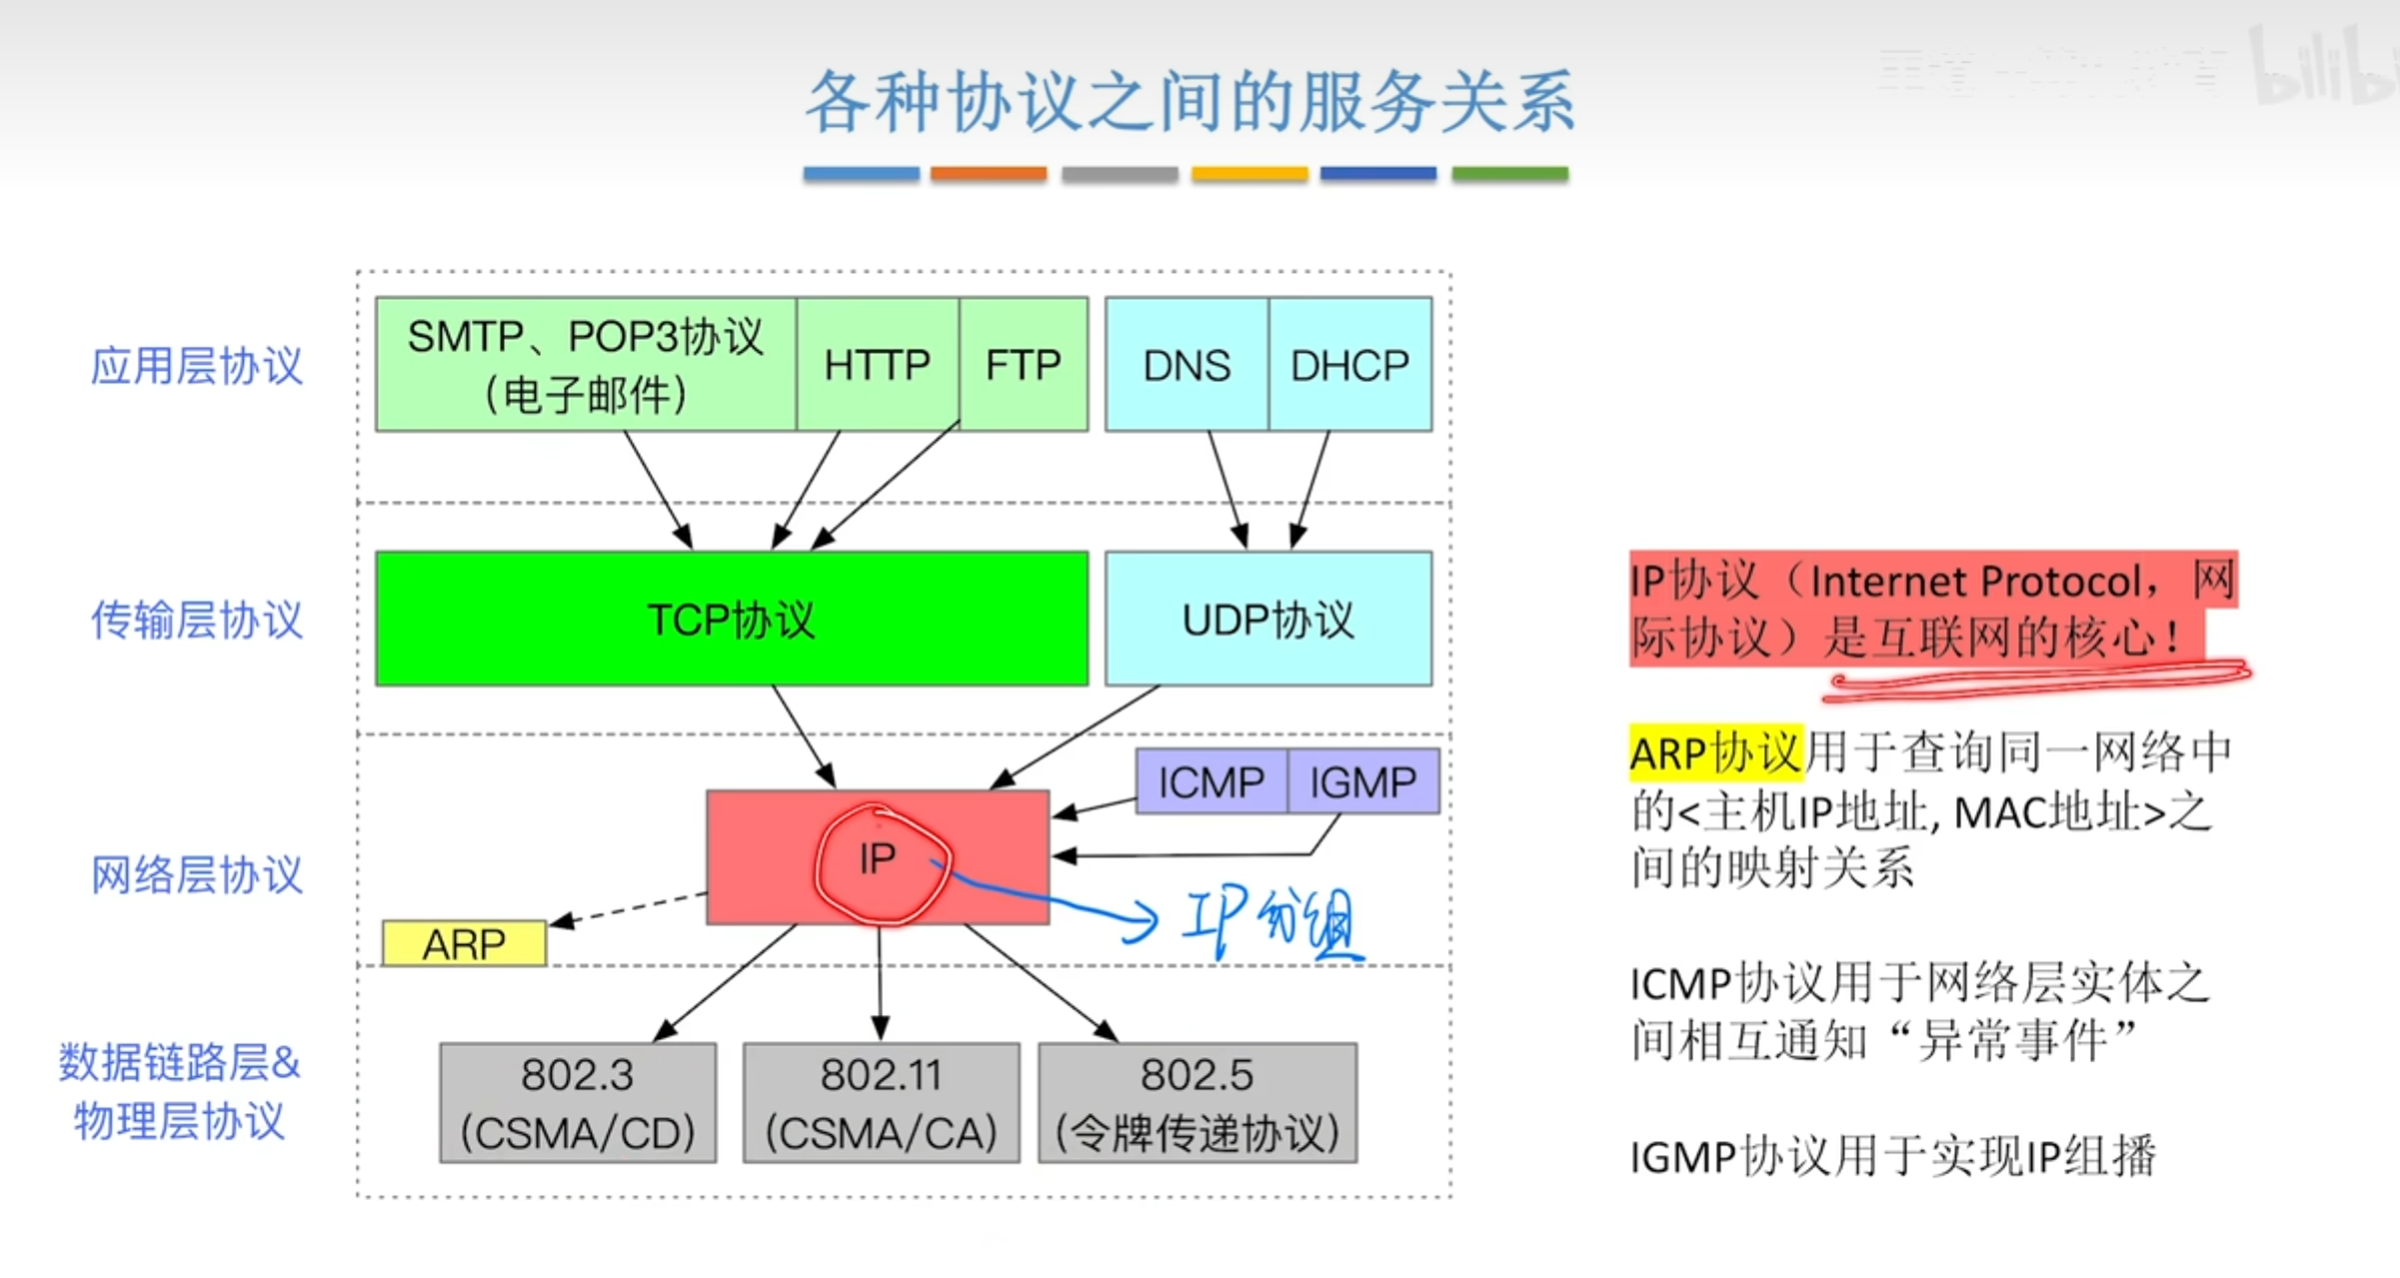 各种协议之间的服务关系
应用层协议
SMTP、POP3协议
（电子邮件）
HTTP
FTP
DNS
DHCP
传输层协议
TCP协议
UDP协议
网络层协议
ICMP
IGMP
IP
IP分组
ARP
数据链路层&
物理层协议
802.3
(CSMA/CD)
802.11
(CSMA/CA)
802.5
(令牌传递协议)
IP协议（Internet Protocol，网
际协议）是互联网的核心！
ARP协议用于查询同一网络中
的<主机IP地址, MAC地址>之
间的映射关系
ICMP协议用于网络层实体之
间相互通知“异常事件”
IGMP协议用于实现IP组播